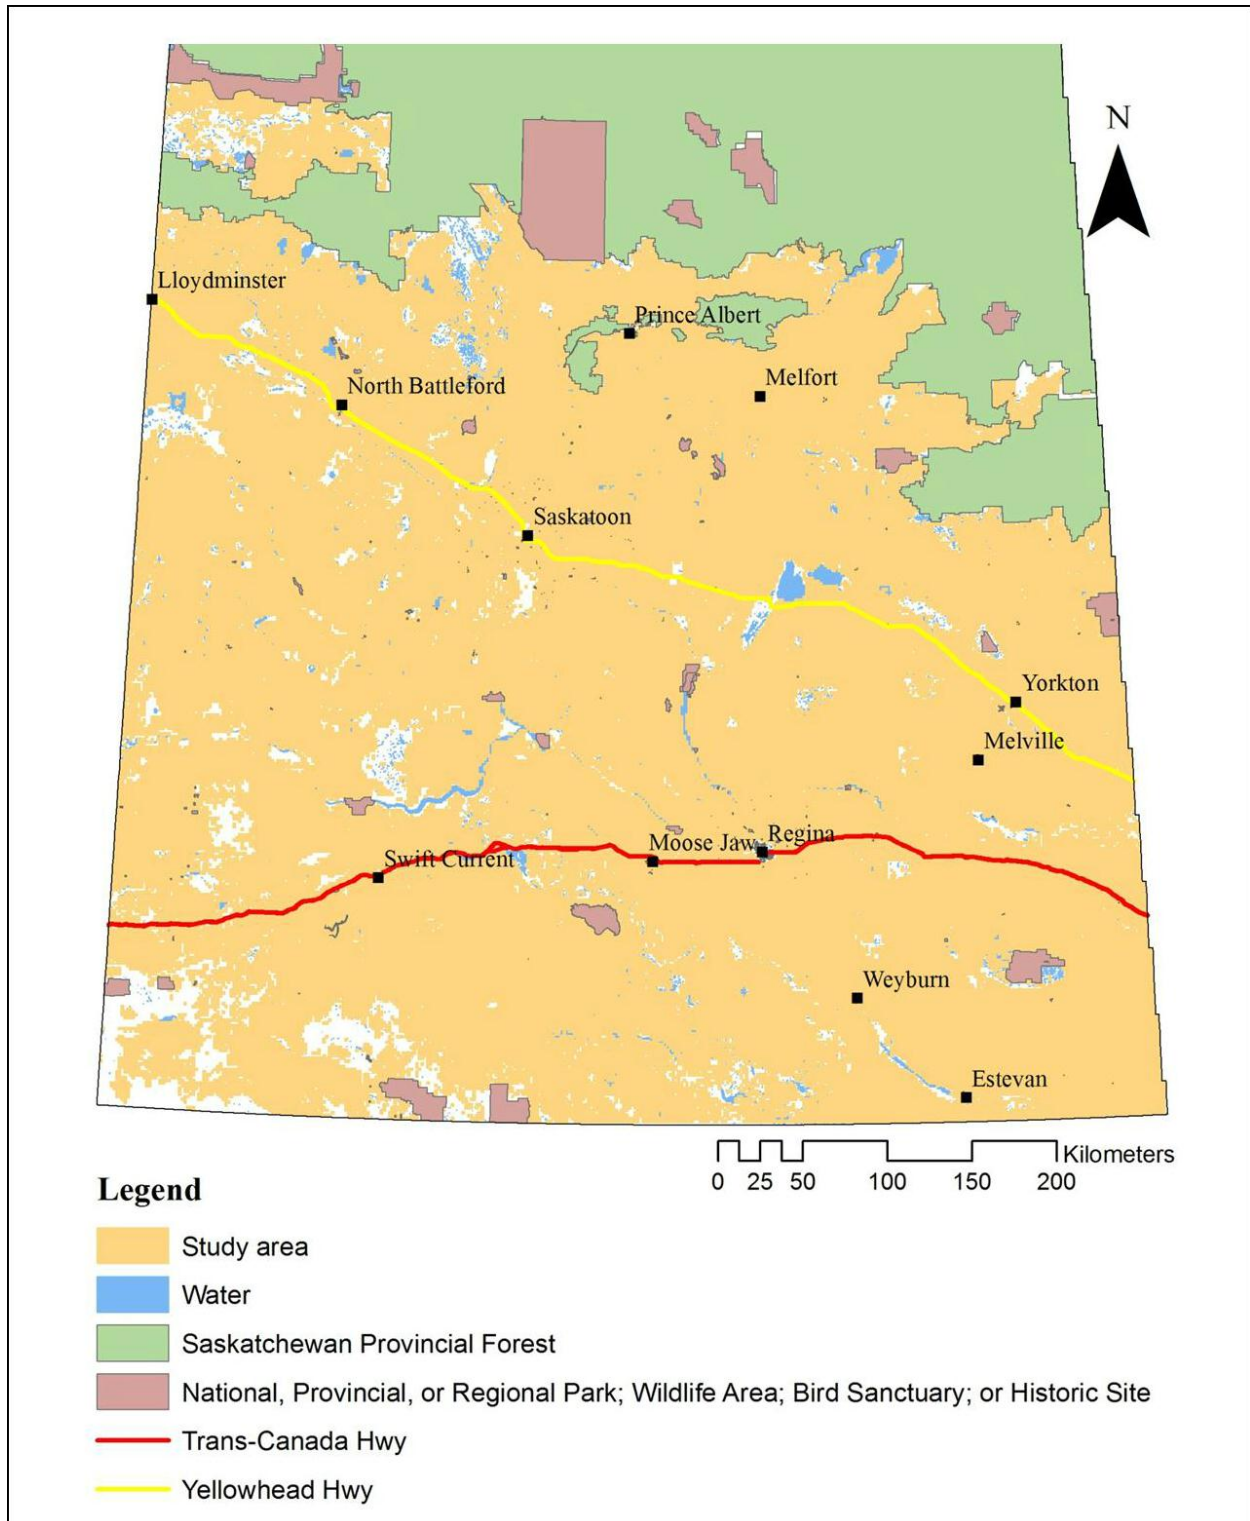 N
Lloydminster
Prince Albert
North Battleford
Melfort
Saskatoon
Yorkton
Melville
Moose Jaw
Regina
Swift Current
Weyburn
Estevan
Kilometers
0 25 50 100 150 200
Legend
Study area
Water
Saskatchewan Provincial Forest
National, Provincial, or Regional Park; Wildlife Area; Bird Sanctuary; or Historic Site
Trans-Canada Hwy
Yellowhead Hwy